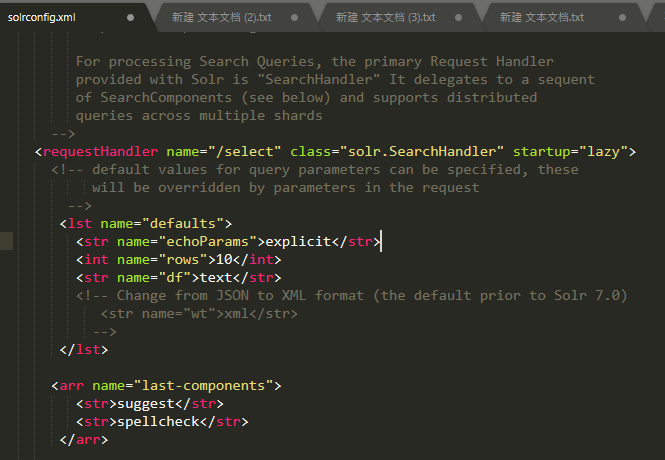 solrconfig.xml
新建 文本文档 (2).txt
新建 文本文档 (3).txt
新建 文本文档.txt
For processing Search Queries, the primary Request Handler
provided with Solr is "SearchHandler" It delegates to a sequent
of SearchComponents (see below) and supports distributed
queries across multiple shards
-->
<requestHandler name="/select" class="solr.SearchHandler" startup="lazy">
<!-- default values for query parameters can be specified, these
will be overridden by parameters in the request
-->
<lst name="defaults">
<str name="echoParams">explicit</str>
<int name="rows">10</int>
<str name="df">text</str>
<!-- Change from JSON to XML format (the default prior to Solr 7.0)
<str name="wt">xml</str>
-->
</lst>
<arr name="last-components">
<str>suggest</str>
<str>spellcheck</str>
</arr>